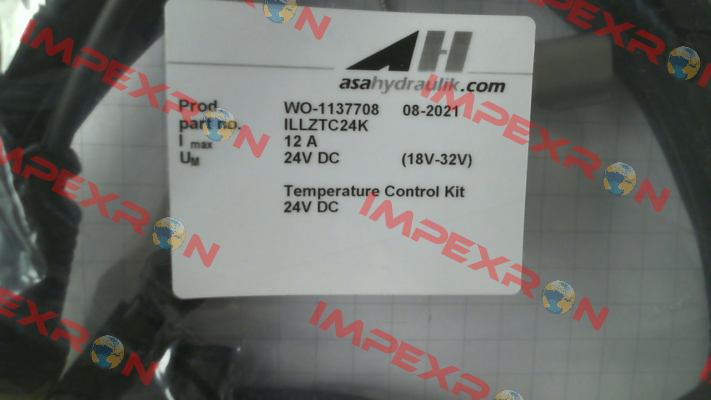 AH
asahydraulik.com
Prod. WO-1137708 08-2021
part no. ILLZTC24K
I max 12 A
UM 24V DC (18V-32V)
Temperature Control Kit
24V DC
IMPEXRON
IMPEXRON
IMPEXRON
IMPEXRON
IMPEXRON
IMPEXRON
IMPEXRON